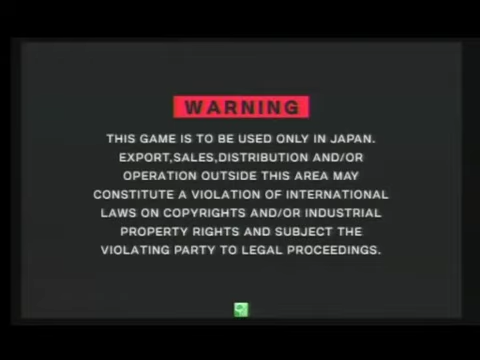 WARNING
THIS GAME IS TO BE USED ONLY IN JAPAN.
EXPORT,SALES,DISTRIBUTION AND/OR
OPERATION OUTSIDE THIS AREA MAY
CONSTITUTE A VIOLATION OF INTERNATIONAL
LAWS ON COPYRIGHTS AND/OR INDUSTRIAL
PROPERTY RIGHTS AND SUBJECT THE
VIOLATING PARTY TO LEGAL PROCEEDINGS.